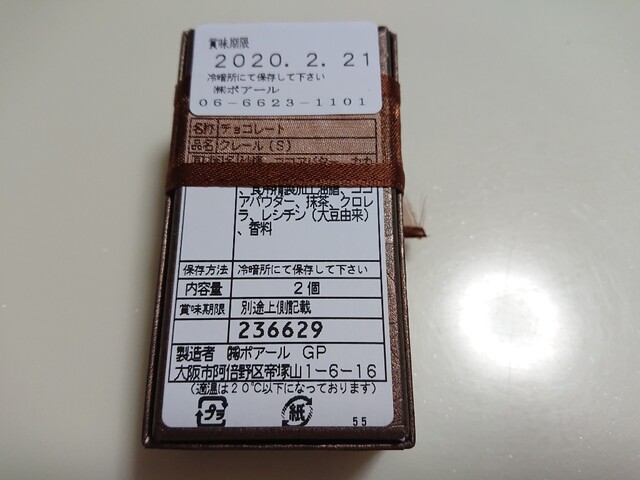 賞味期限
2020. 2. 21
冷暗所にて保存して下さい
㈱ポアール
06-6623-1101
名称 チョコレート
品名 クレール(S)
、食用精製加工油脂、ココ
アパウダー、抹茶、クロレ
ラ、レシチン(大豆由来)
、香料
保存方法 冷暗所にて保存して下さい
内容量 2個
賞味期限 別途上側記載
236629
製造者 ㈱ポアール GP
大阪市阿倍野区帝塚山1-6-16
(適温は20℃以下になっております)
プラ 紙 55